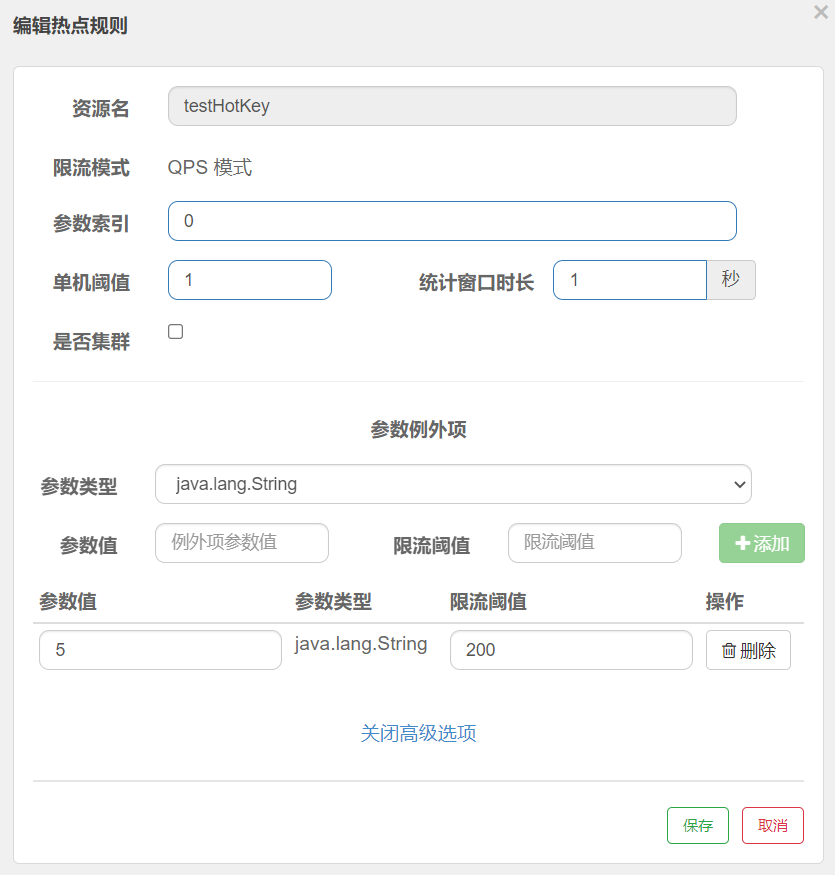 编辑热点规则
×
资源名 testHotKey
限流模式 QPS 模式
参数索引 0
单机阈值 1 统计窗口时长 1 秒
是否集群
参数例外项
参数类型 java.lang.String
参数值 例外项参数值 限流阈值 限流阈值 添加
参数值 参数类型 限流阈值 操作
5 java.lang.String 200 删除
关闭高级选项
保存 取消